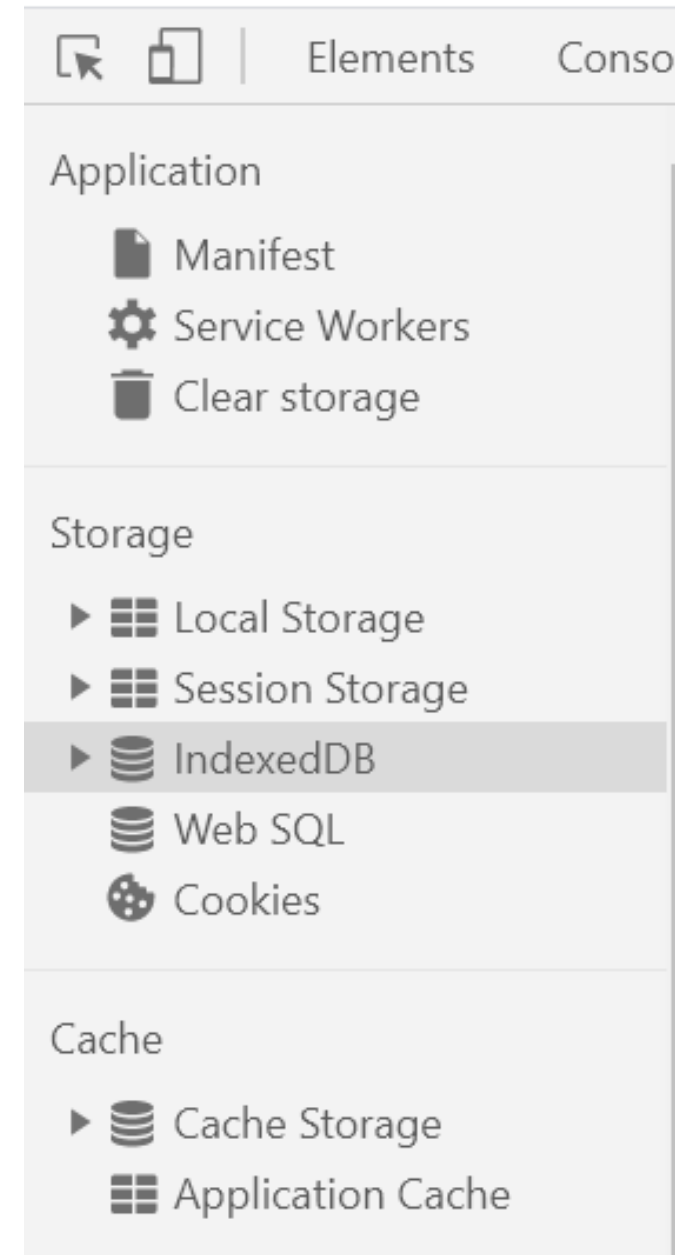 Elements Conso
Application
Manifest
Service Workers
Clear storage
Storage
Local Storage
Session Storage
IndexedDB
Web SQL
Cookies
Cache
Cache Storage
Application Cache